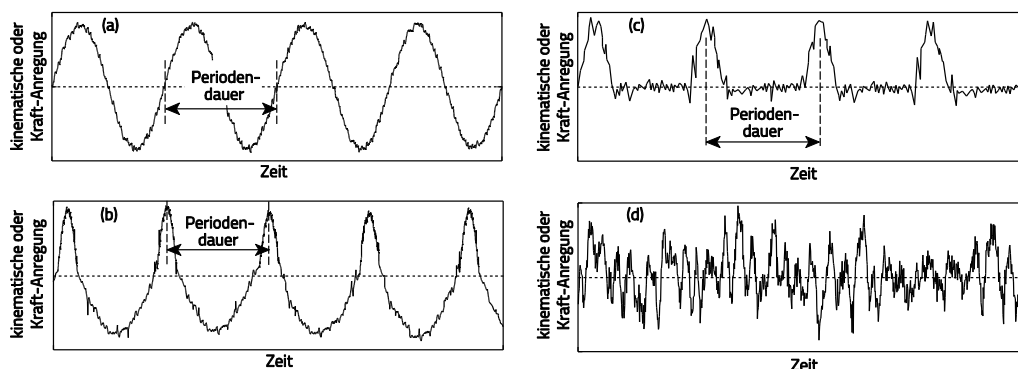 (a)
kinematische oder
Kraft-Anregung
Perioden-
dauer
Zeit
(b)
kinematische oder
Kraft-Anregung
Perioden-
dauer
Zeit
(c)
kinematische oder
Kraft-Anregung
Perioden-
dauer
Zeit
(d)
kinematische oder
Kraft-Anregung
Zeit